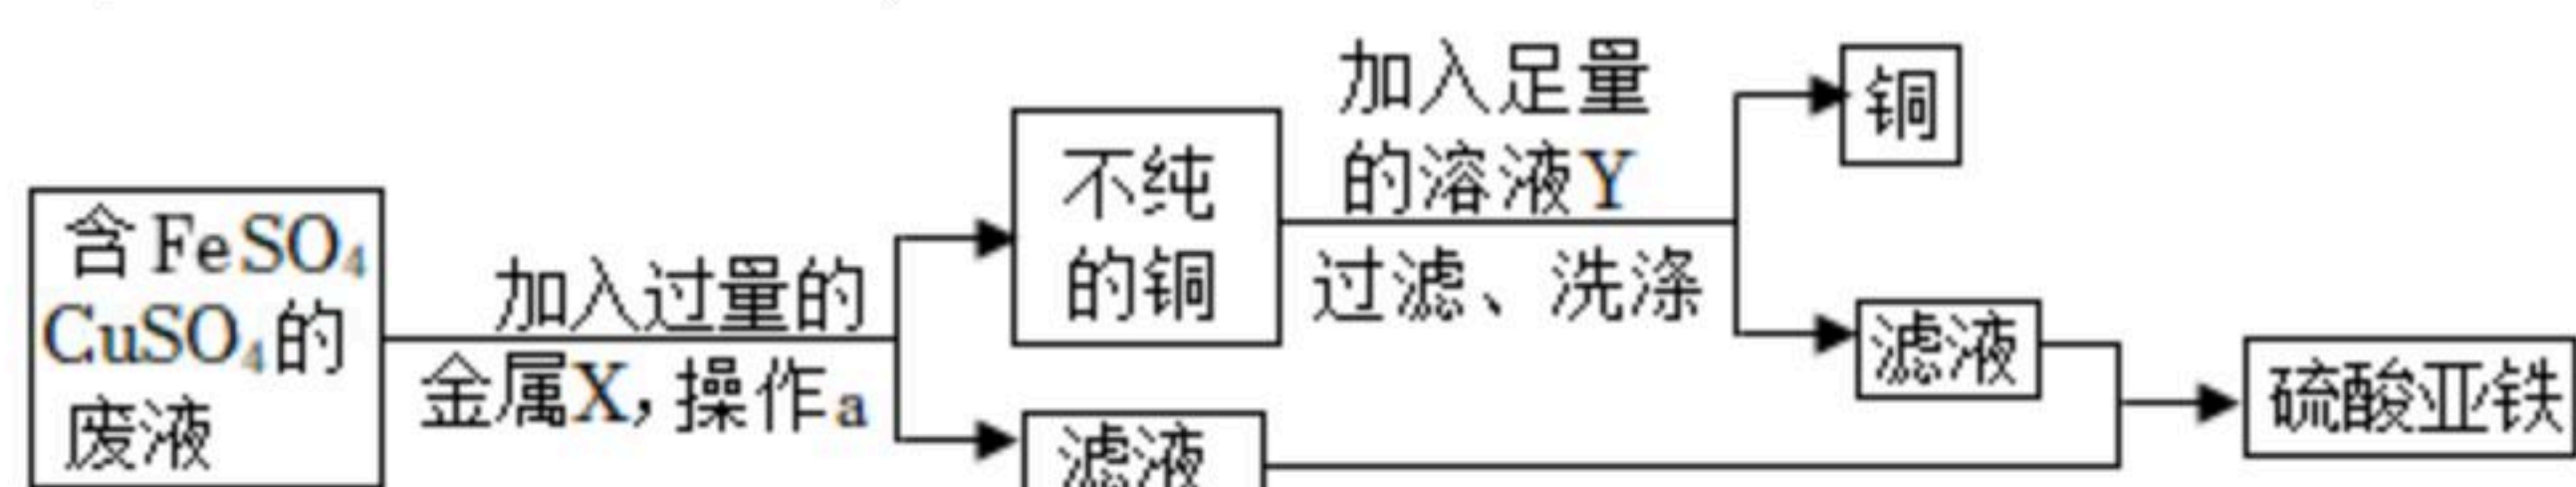 含FeSO₄
CuSO₄的
废液
加入过量的
金属X，操作a
不纯
的铜
滤液
加入足量
的溶液Y
过滤、洗涤
铜
滤液
硫酸亚铁